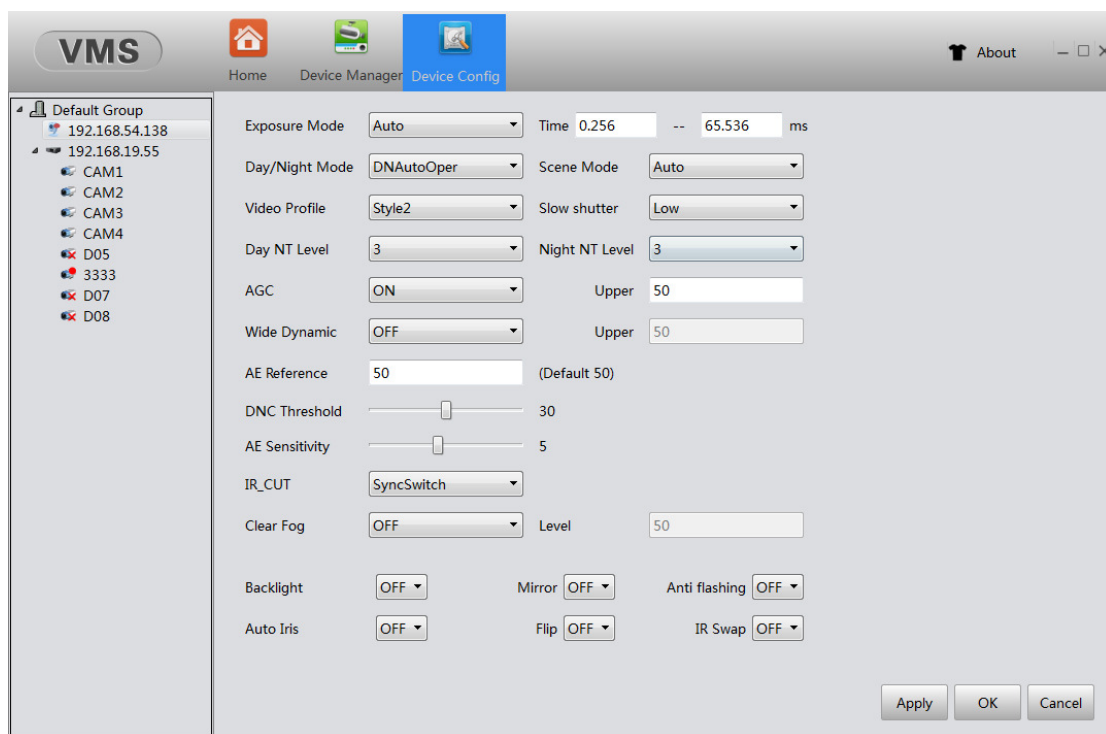 VMS
Home Device Manager Device Config
About
Default Group
192.168.54.138
192.168.19.55
CAM1
CAM2
CAM3
CAM4
D05
3333
D07
D08
Exposure Mode Auto Time 0.256 -- 65.536 ms
Day/Night Mode DNAutoOper Scene Mode Auto
Video Profile Style2 Slow shutter Low
Day NT Level 3 Night NT Level 3
AGC ON Upper 50
Wide Dynamic OFF Upper 50
AE Reference 50 (Default 50)
DNC Threshold 30
AE Sensitivity 5
IR_CUT SyncSwitch
Clear Fog OFF Level 50
Backlight OFF Mirror OFF Anti flashing OFF
Auto Iris OFF Flip OFF IR Swap OFF
Apply OK Cancel